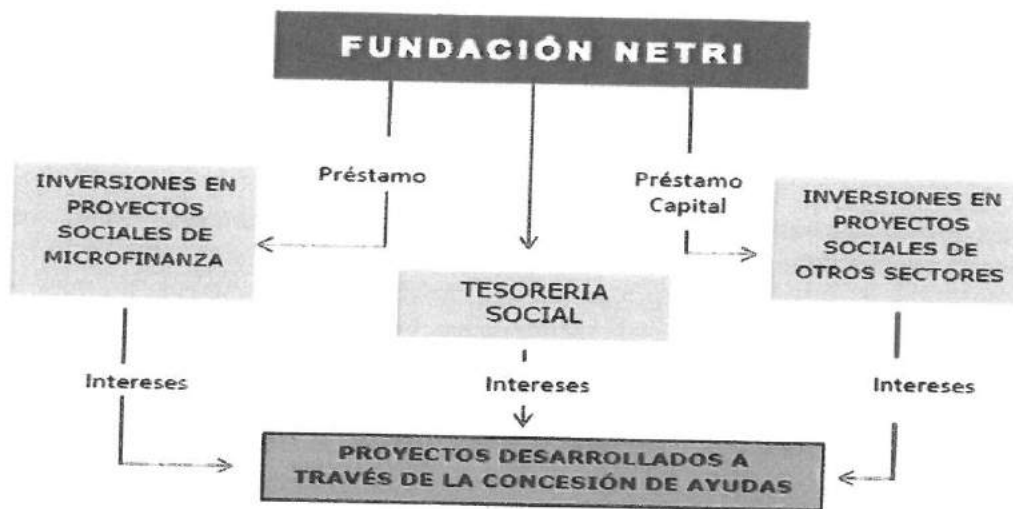 FUNDACIÓN NETRI
Préstamo
Préstamo
Capital
INVERSIONES EN
PROYECTOS
SOCIALES DE
MICROFINANZA
TESORERIA
SOCIAL
INVERSIONES EN
PROYECTOS
SOCIALES DE
OTROS SECTORES
Intereses
Intereses
Intereses
PROYECTOS DESARROLLADOS A
TRAVÉS DE LA CONCESIÓN DE AYUDAS